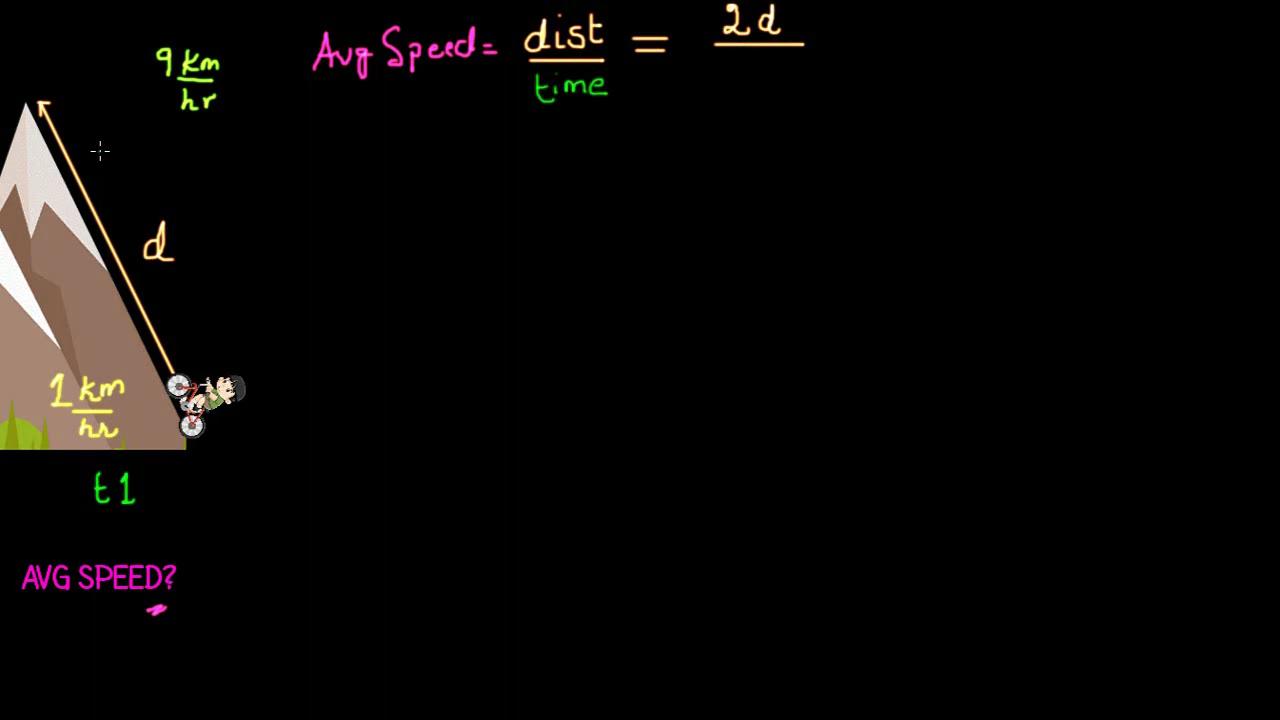 Avg Speed = dist/time = 2d/
9 km/hr
d
1 km/hr
t1
AVG SPEED?